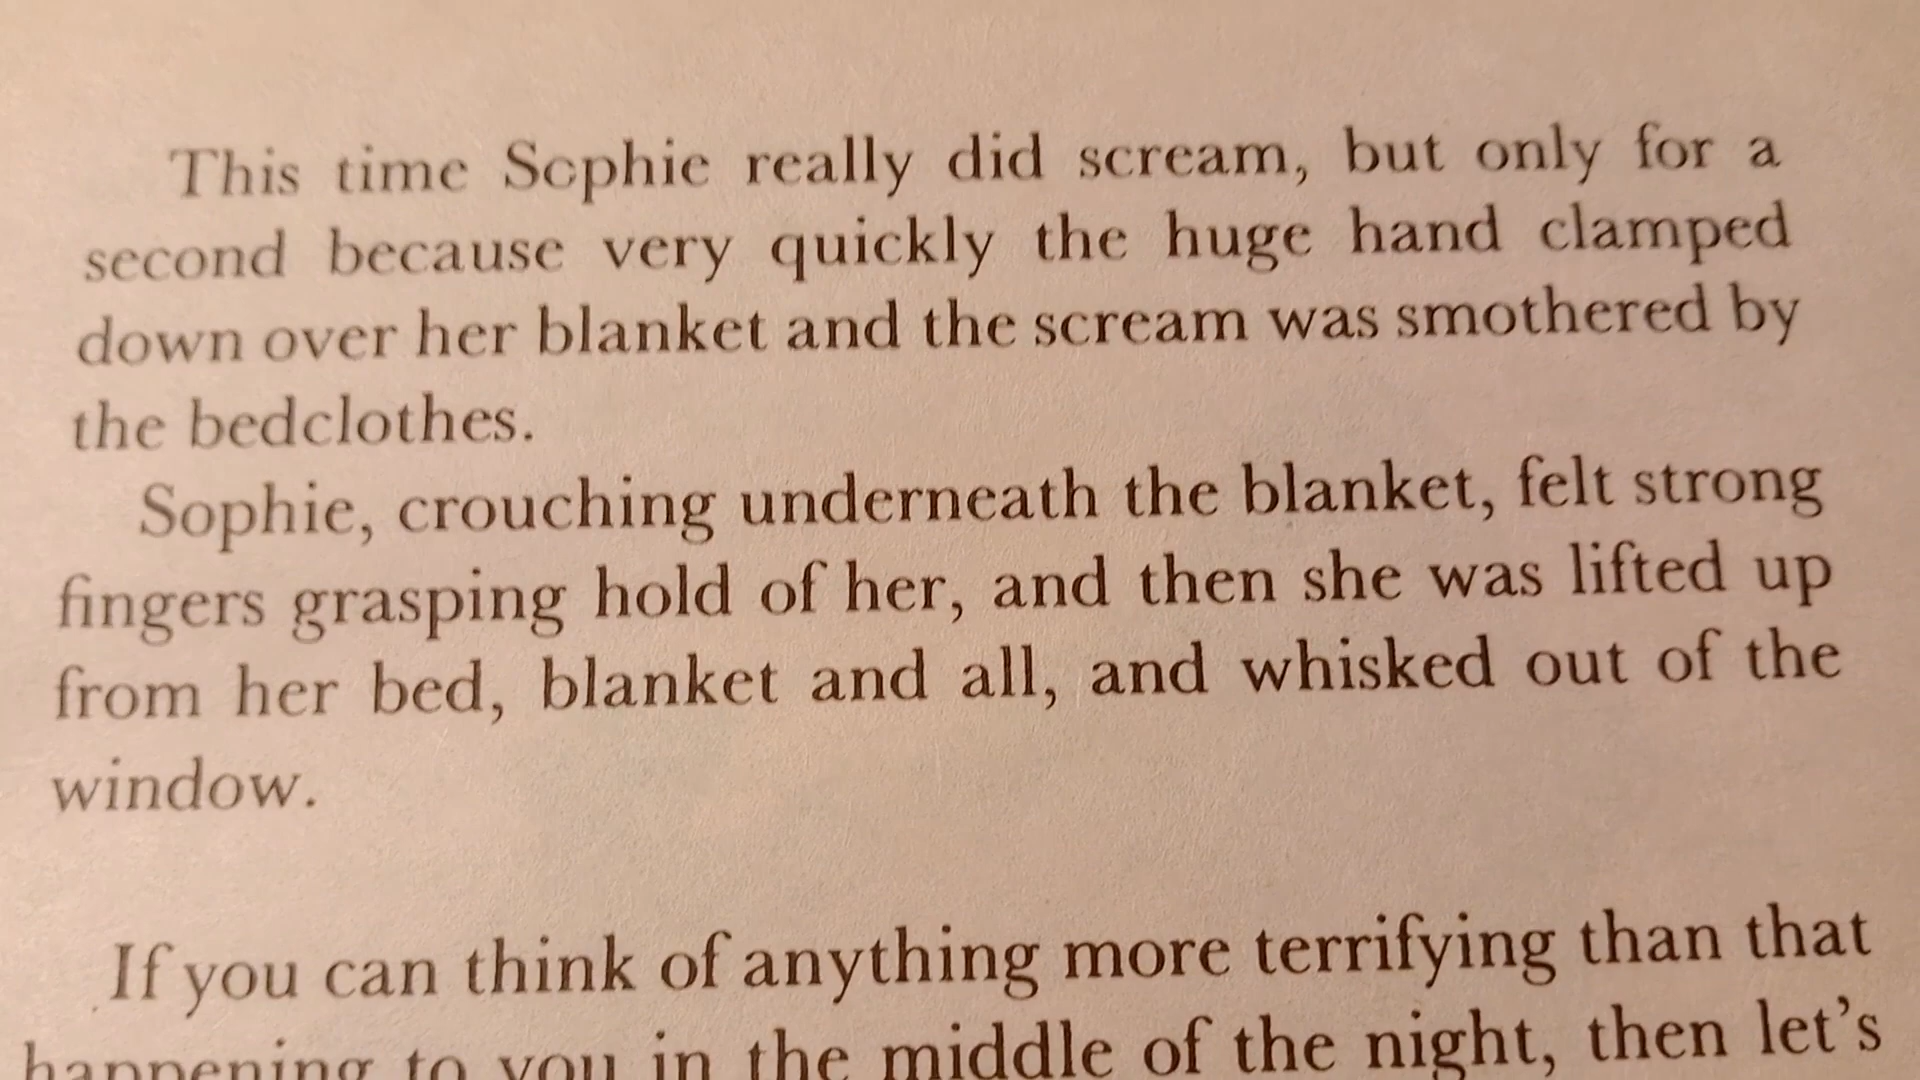 This time Sophie really did scream, but only for a
second because very quickly the huge hand clamped
down over her blanket and the scream was smothered by
the bedclothes.
Sophie, crouching underneath the blanket, felt strong
fingers grasping hold of her, and then she was lifted up
from her bed, blanket and all, and whisked out of the
window.
If you can think of anything more terrifying than that
happening to you in the middle of the night, then let's